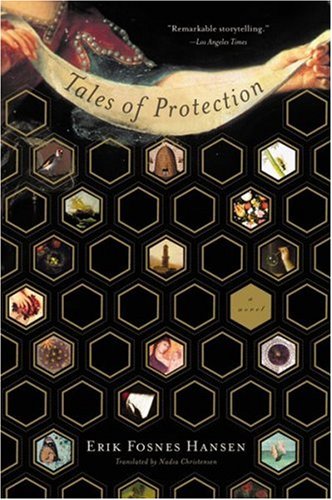 "Remarkable storytelling."
—Los Angeles Times
Tales of Protection
a
novel
ERIK FOSNES HANSEN
Translated by Nadia Christensen